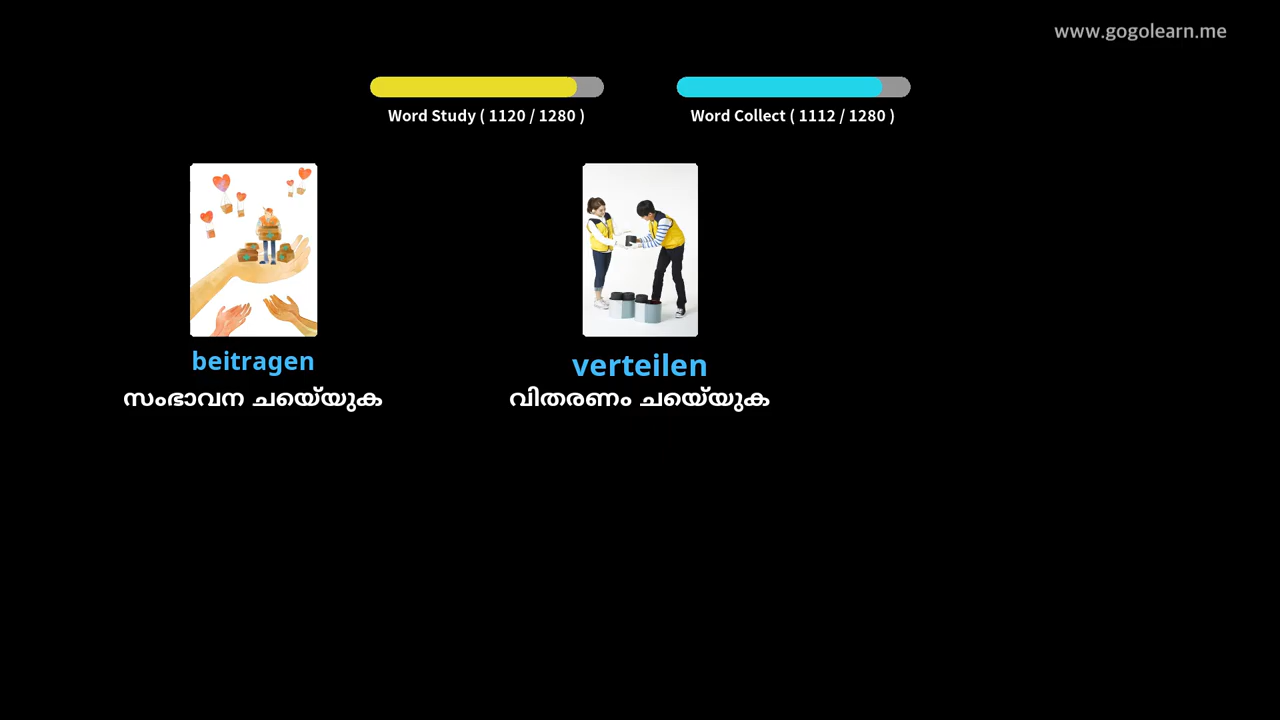 www.gogolearn.me
Word Study ( 1120 / 1280 )
Word Collect ( 1112 / 1280 )
beitragen
സംഭാവന ചെയ്യുക
verteilen
വിതരണം ചെയ്യുക